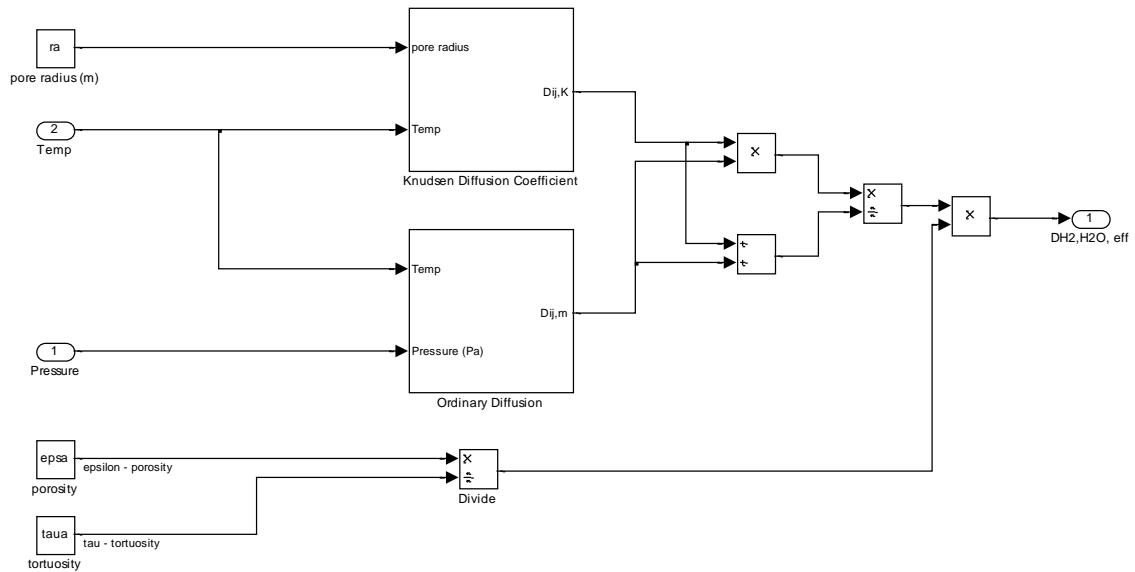 ra
pore radius (m)
2
Temp
pore radius
Temp
Dij,K
Knudsen Diffusion Coefficient
×
+
+
×
÷
×
1
DH2,H2O, eff
Temp
Pressure (Pa)
Dij,m
Ordinary Diffusion
1
Pressure
epsa
porosity
epsilon - porosity
×
÷
Divide
taua
tortuosity
tau - tortuosity